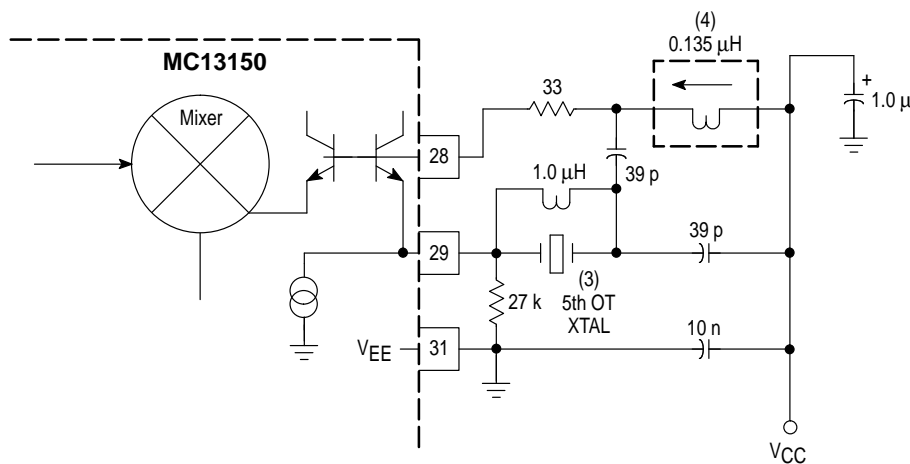 (4)
0.135 μH
MC13150
+
1.0 μ
Mixer
33
28
1.0 μH
39 p
39 p
29
(3)
5th OT
XTAL
27 k
10 n
VEE
31
VCC